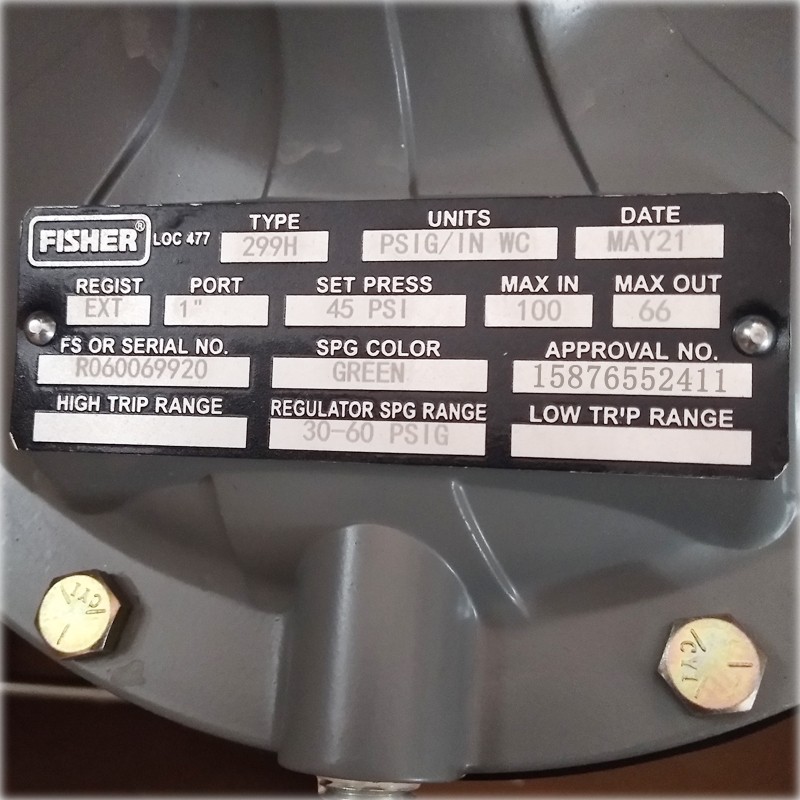 FISHER® LOC 477
TYPE UNITS DATE
299H PSIG/IN WC MAY21
REGIST PORT SET PRESS MAX IN MAX OUT
EXT 1" 45 PSI 100 66
FS OR SERIAL NO. SPG COLOR APPROVAL NO.
R060069920 GREEN 15876552411
HIGH TRIP RANGE REGULATOR SPG RANGE LOW TRIP RANGE
30-60 PSIG
CYI
CYI